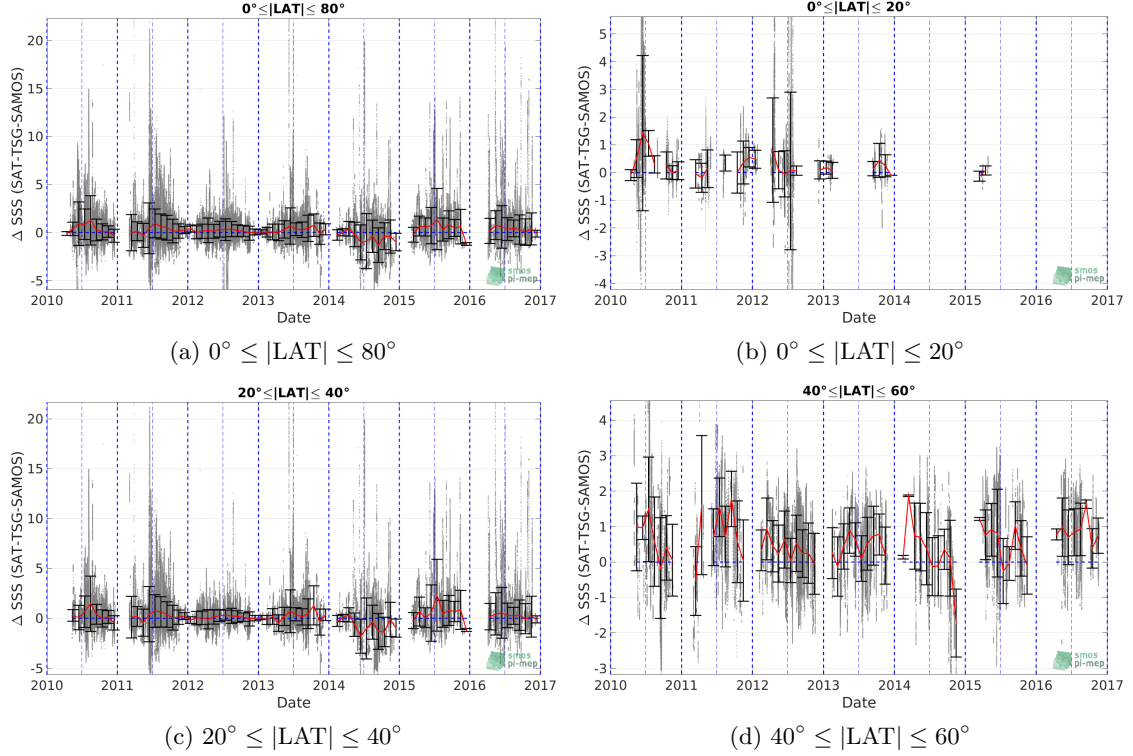 0°≤|LAT|≤ 80°
Δ SSS (SAT-TSG-SAMOS)
20
15
10
5
0
-5
2010 2011 2012 2013 2014 2015 2016 2017
Date
smos
pi-mep
(a) 0° ≤ |LAT| ≤ 80°
0°≤|LAT|≤ 20°
Δ SSS (SAT-TSG-SAMOS)
5
4
3
2
1
0
-1
-2
-3
-4
2010 2011 2012 2013 2014 2015 2016 2017
Date
smos
pi-mep
(b) 0° ≤ |LAT| ≤ 20°
20°≤|LAT|≤ 40°
Δ SSS (SAT-TSG-SAMOS)
20
15
10
5
0
-5
2010 2011 2012 2013 2014 2015 2016 2017
Date
smos
pi-mep
(c) 20° ≤ |LAT| ≤ 40°
40°≤|LAT|≤ 60°
Δ SSS (SAT-TSG-SAMOS)
4
3
2
1
0
-1
-2
-3
2010 2011 2012 2013 2014 2015 2016 2017
Date
smos
pi-mep
(d) 40° ≤ |LAT| ≤ 60°